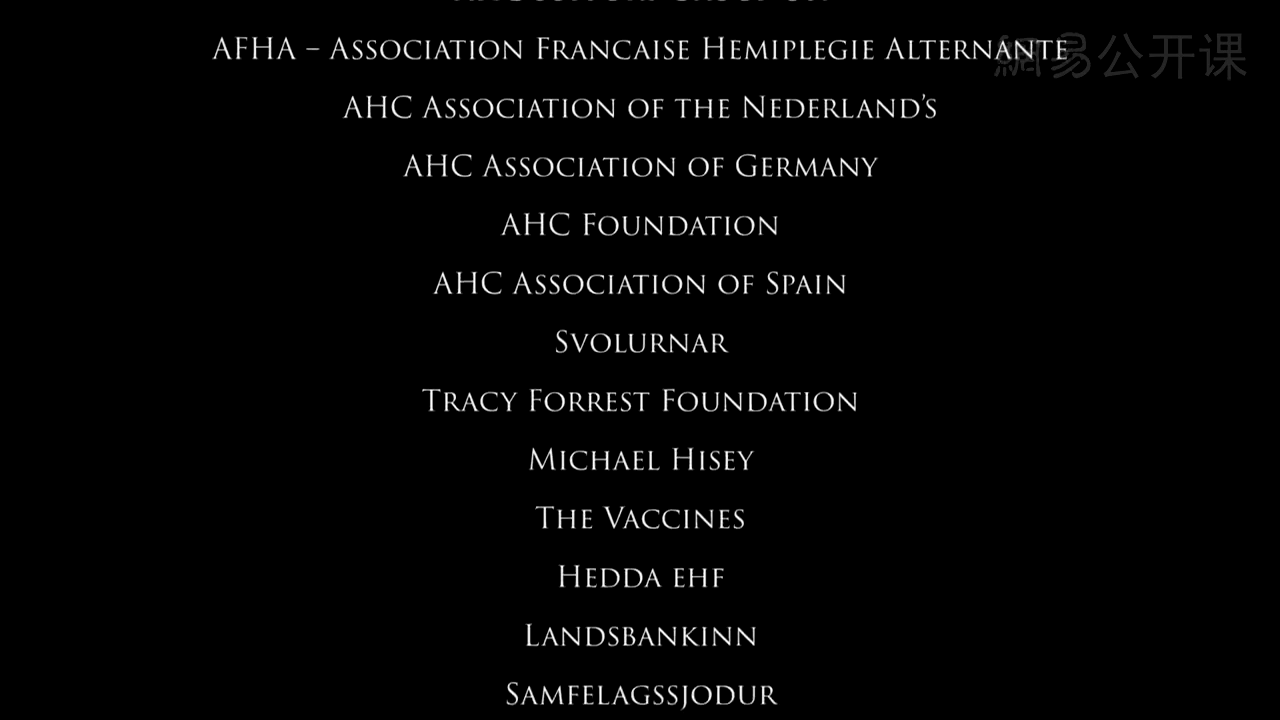 AFHA – Association Francaise Hemiplegie Alternante
網易公开课
AHC Association of the Nederland's
AHC Association of Germany
AHC Foundation
AHC Association of Spain
Svolurnar
Tracy Forrest Foundation
Michael Hisey
The Vaccines
Hedda ehf
Landsbankinn
Samfelagssjodur